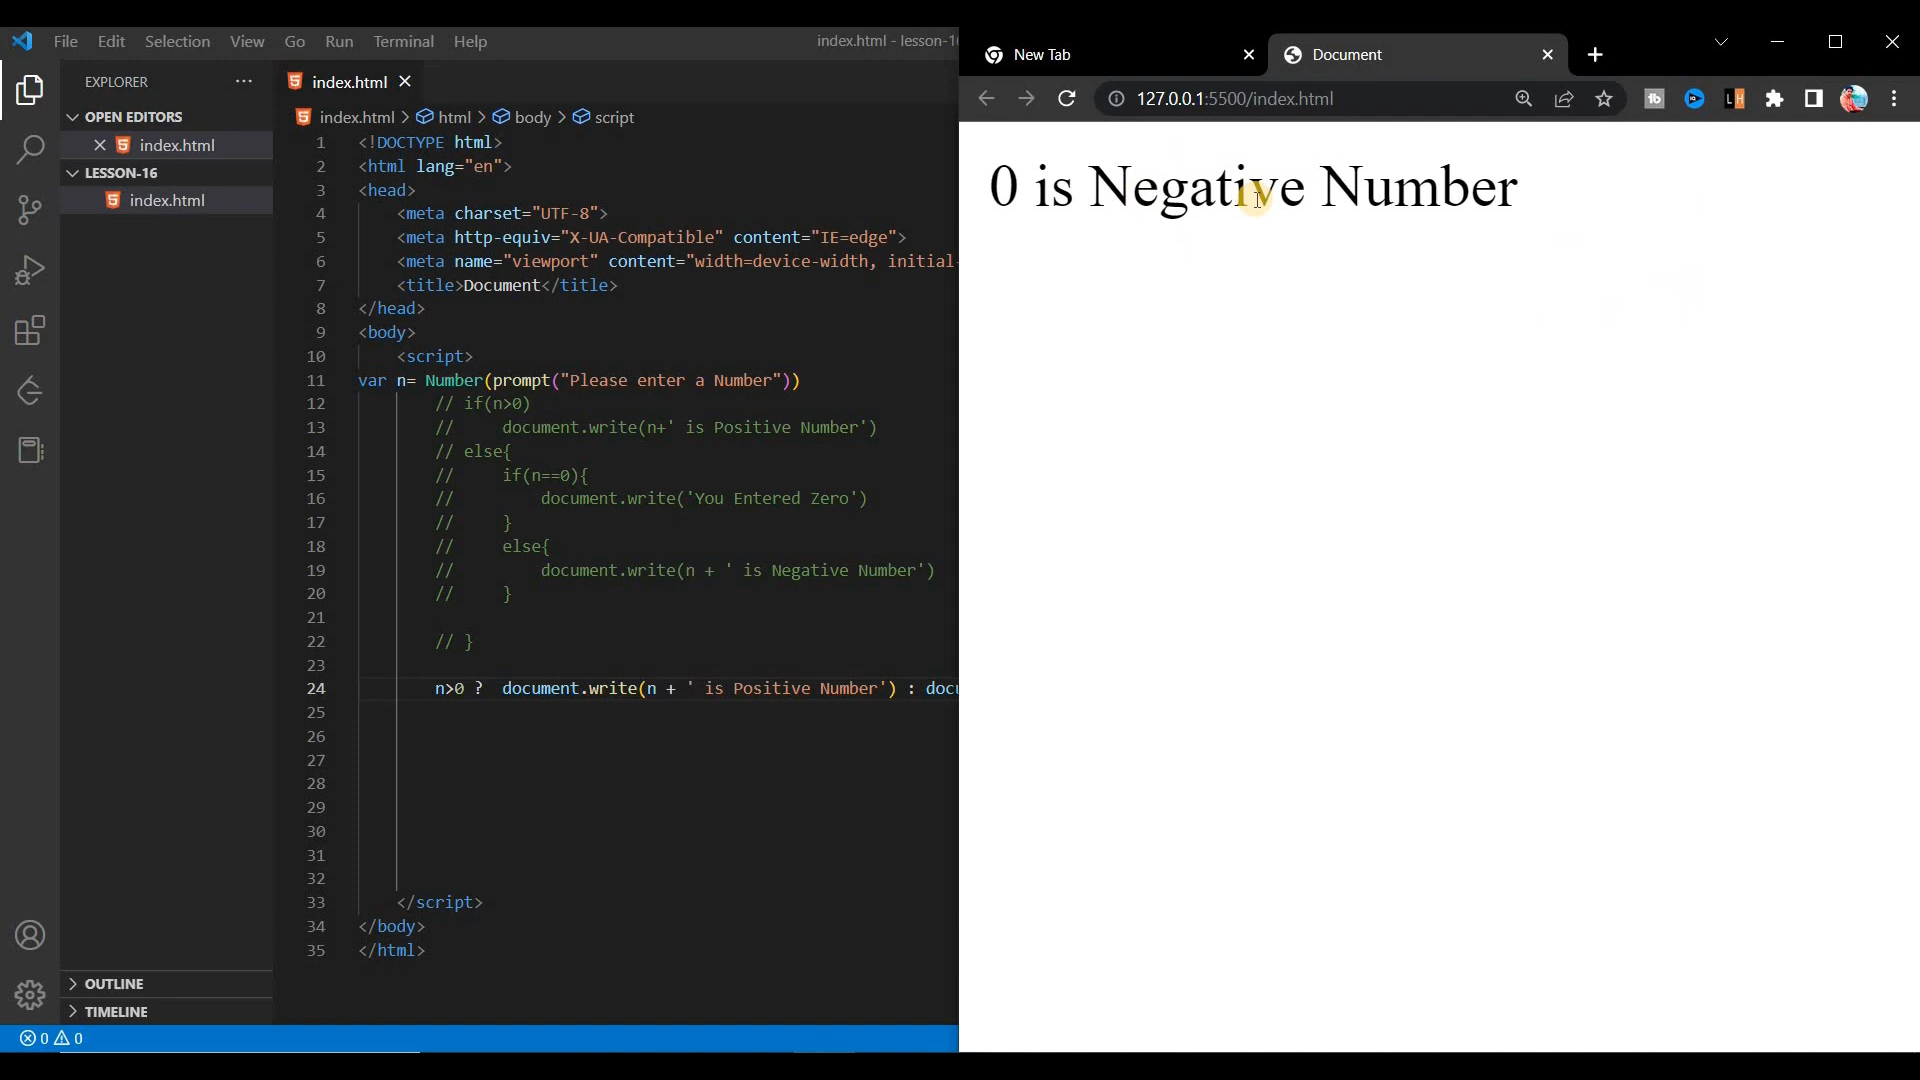 File Edit Selection View Go Run Terminal Help
index.html - lesson-16
EXPLORER
OPEN EDITORS
index.html
LESSON-16
index.html
OUTLINE
TIMELINE
0 0
index.html
index.html > html > body > script
1 <!DOCTYPE html>
2 <html lang="en">
3 <head>
4 <meta charset="UTF-8">
5 <meta http-equiv="X-UA-Compatible" content="IE=edge">
6 <meta name="viewport" content="width=device-width, initial-
7 <title>Document</title>
8 </head>
9 <body>
10 <script>
11 var n= Number(prompt("Please enter a Number"))
12 // if(n>0)
13 // document.write(n+' is Positive Number')
14 // else{
15 // if(n==0){
16 // document.write('You Entered Zero')
17 // }
18 // else{
19 // document.write(n + ' is Negative Number')
20 // }
21
22 // }
23
24 n>0 ? document.write(n + ' is Positive Number') : docu
25
26
27
28
29
30
31
32
33 </script>
34 </body>
35 </html>
New Tab
Document
127.0.0.1:5500/index.html
tb
LH
0 is Negative Number